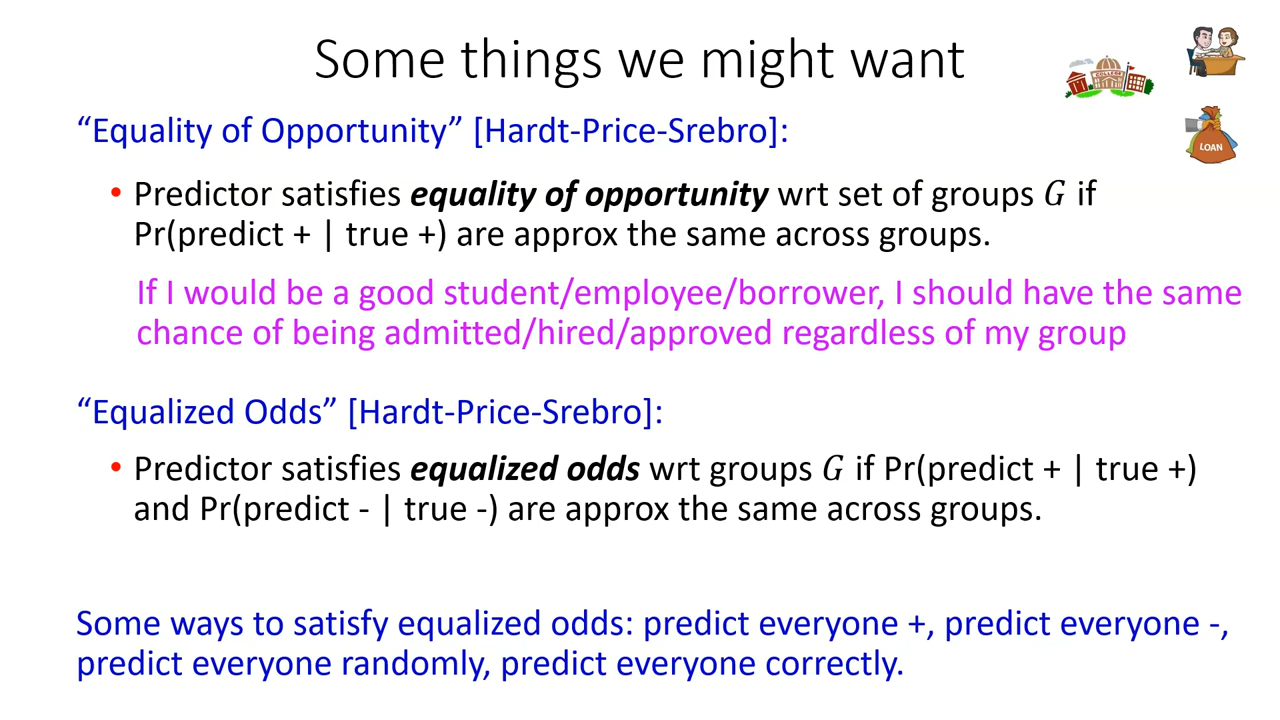 Some things we might want
COLLEGE
LOAN
“Equality of Opportunity” [Hardt-Price-Srebro]:
• Predictor satisfies equality of opportunity wrt set of groups G if
Pr(predict + | true +) are approx the same across groups.
If I would be a good student/employee/borrower, I should have the same
chance of being admitted/hired/approved regardless of my group
“Equalized Odds” [Hardt-Price-Srebro]:
• Predictor satisfies equalized odds wrt groups G if Pr(predict + | true +)
and Pr(predict - | true -) are approx the same across groups.
Some ways to satisfy equalized odds: predict everyone +, predict everyone -,
predict everyone randomly, predict everyone correctly.